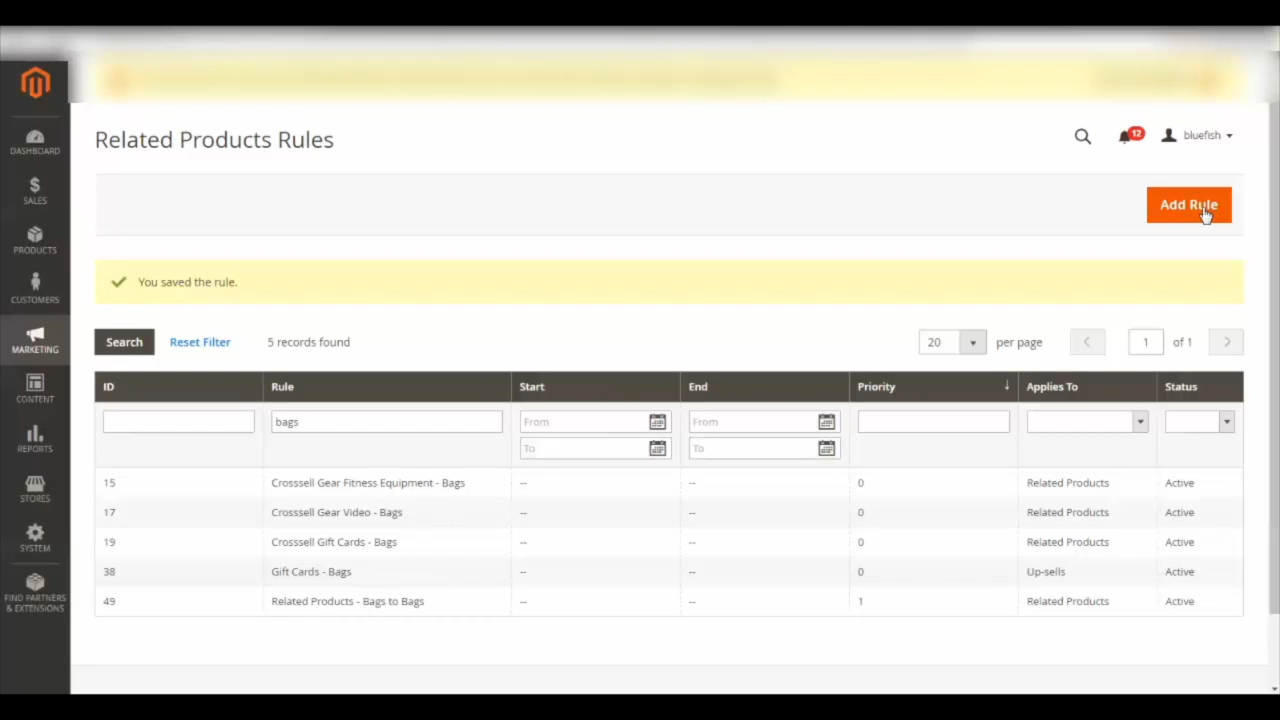 Related Products Rules
12
bluefish
DASHBOARD
SALES
PRODUCTS
CUSTOMERS
MARKETING
CONTENT
REPORTS
STORES
SYSTEM
FIND PARTNERS
& EXTENSIONS
Add Rule
You saved the rule.
Search Reset Filter 5 records found 20 per page 1 of 1
ID Rule Start End Priority ↓ Applies To Status
bags From From
To To
15 Crosssell Gear Fitness Equipment - Bags -- -- 0 Related Products Active
17 Crosssell Gear Video - Bags -- -- 0 Related Products Active
19 Crosssell Gift Cards - Bags -- -- 0 Related Products Active
38 Gift Cards - Bags -- -- 0 Up-sells Active
49 Related Products - Bags to Bags -- -- 1 Related Products Active